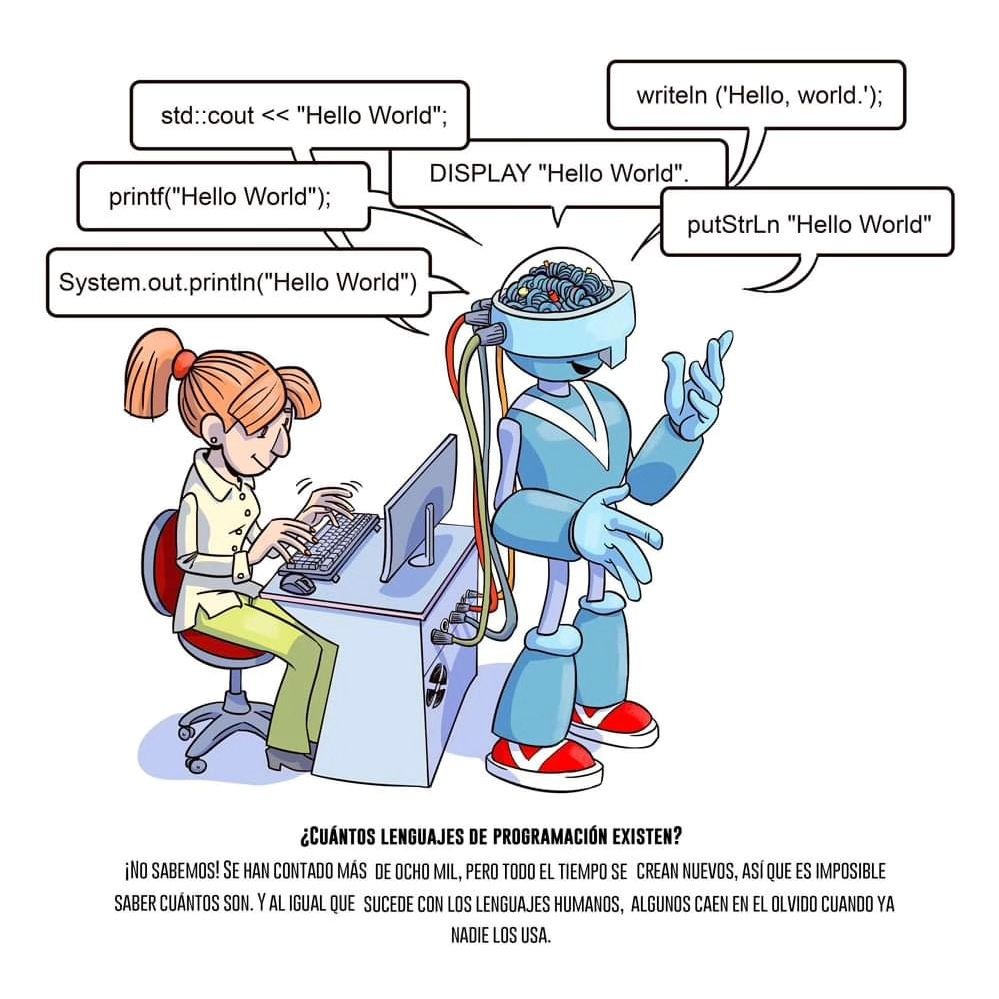 std::cout << "Hello World";
writeln ('Hello, world.');
printf("Hello World");
DISPLAY "Hello World".
putStrLn "Hello World"
System.out.println("Hello World")
¿CUÁNTOS LENGUAJES DE PROGRAMACIÓN EXISTEN?
¡NO SABEMOS! SE HAN CONTADO MÁS DE OCHO MIL, PERO TODO EL TIEMPO SE CREAN NUEVOS, ASÍ QUE ES IMPOSIBLE
SABER CUÁNTOS SON. Y AL IGUAL QUE SUCEDE CON LOS LENGUAJES HUMANOS, ALGUNOS CAEN EN EL OLVIDO CUANDO YA
NADIE LOS USA.